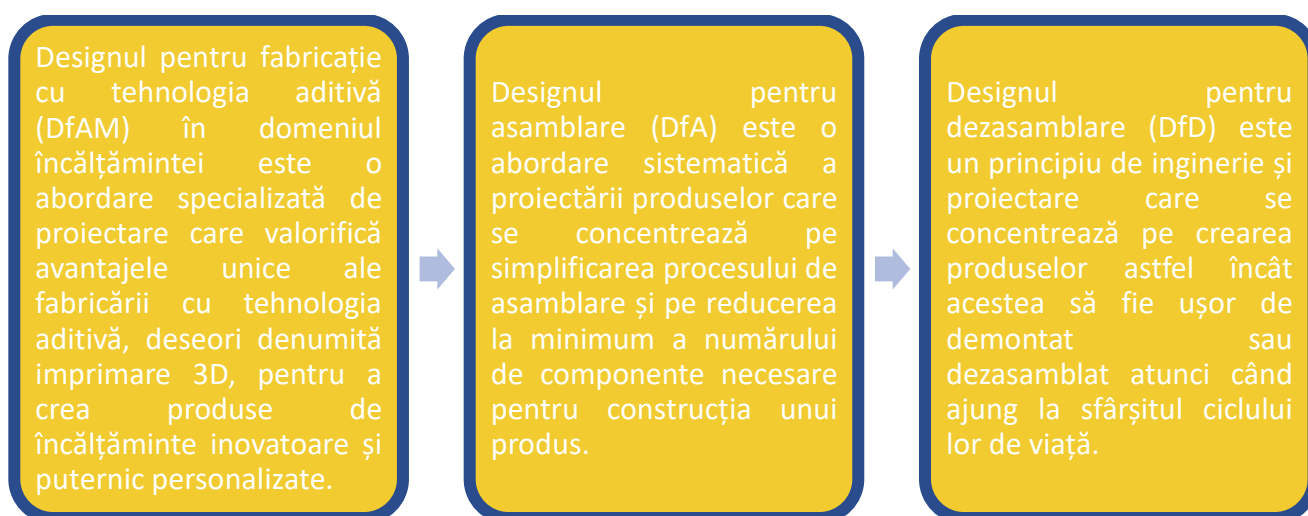 Designul pentru fabricație
cu tehnologia aditivă
(DfAM) în domeniul
încălțămintei este o
abordare specializată de
proiectare care valorifică
avantajele unice ale
fabricării cu tehnologia
aditivă, deseori denumită
imprimare 3D, pentru a
crea produse de
încălțăminte inovatoare și
puternic personalizate.
Designul pentru
asamblare (DfA) este o
abordare sistematică a
proiectării produselor care
se concentrează pe
simplificarea procesului de
asamblare și pe reducerea
la minimum a numărului
de componente necesare
pentru construcția unui
produs.
Designul pentru
dezasamblare (DfD) este
un principiu de inginerie și
proiectare care se
concentrează pe crearea
produselor astfel încât
acestea să fie ușor de
demontat sau
dezasamblat atunci când
ajung la sfârșitul ciclului
lor de viață.